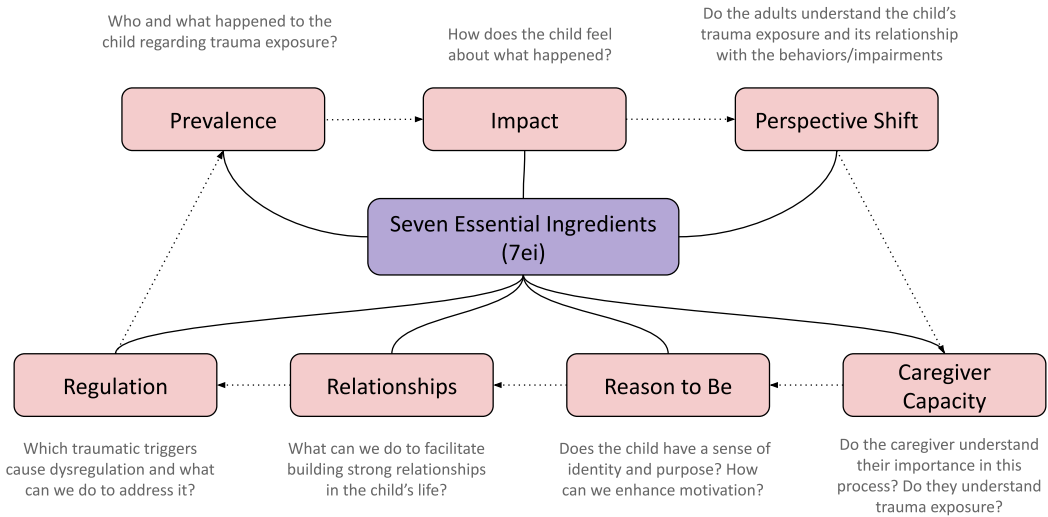 Who and what happened to the
child regarding trauma exposure?
How does the child feel
about what happened?
Do the adults understand the child's
trauma exposure and its relationship
with the behaviors/impairments
Prevalence
Impact
Perspective Shift
Seven Essential Ingredients
(7ei)
Regulation
Relationships
Reason to Be
Caregiver
Capacity
Which traumatic triggers
cause dysregulation and what
can we do to address it?
What can we do to facilitate
building strong relationships
in the child's life?
Does the child have a sense of
identity and purpose? How
can we enhance motivation?
Do the caregiver understand
their importance in this
process? Do they understand
trauma exposure?